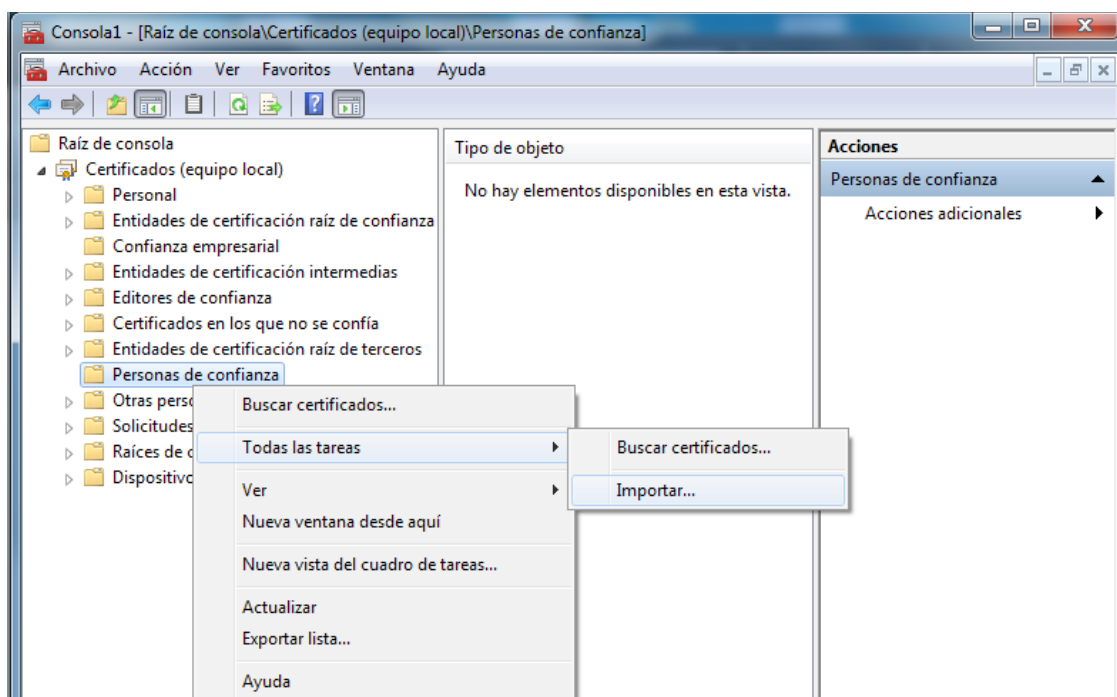 Consola1 - [Raíz de consola\Certificados (equipo local)\Personas de confianza]
Archivo Acción Ver Favoritos Ventana Ayuda
Raíz de consola
Certificados (equipo local)
Personal
Entidades de certificación raíz de confianza
Confianza empresarial
Entidades de certificación intermedias
Editores de confianza
Certificados en los que no se confía
Entidades de certificación raíz de terceros
Personas de confianza
Otras
Solicitudes
Raíces de
Tipo de objeto
No hay elementos disponibles en esta vista.
Acciones
Personas de confianza
Acciones adicionales
Buscar certificados...
Todas las tareas
Ver
Nueva ventana desde aquí
Nueva vista del cuadro de tareas...
Actualizar
Exportar lista...
Ayuda
Buscar certificados...
Importar...